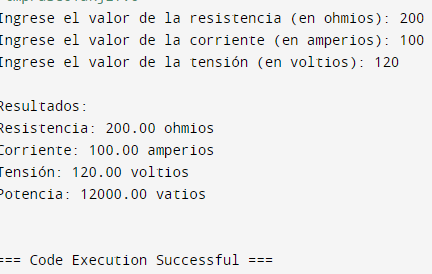 Ingrese el valor de la resistencia (en ohmios): 200
Ingrese el valor de la corriente (en amperios): 100
Ingrese el valor de la tensión (en voltios): 120
Resultados:
Resistencia: 200.00 ohmios
Corriente: 100.00 amperios
Tensión: 120.00 voltios
Potencia: 12000.00 vatios
=== Code Execution Successful ===